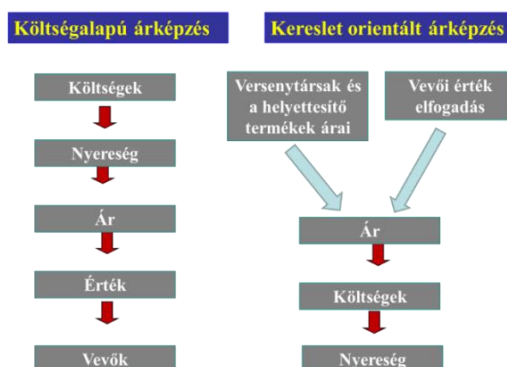 Költségalapú árképzés
Költségek
Nyereség
Ár
Érték
Vevők
Kereslet orientált árképzés
Versenytársak és
a helyettesítő
termékek árai
Vevői érték
elfogadás
Ár
Költségek
Nyereség